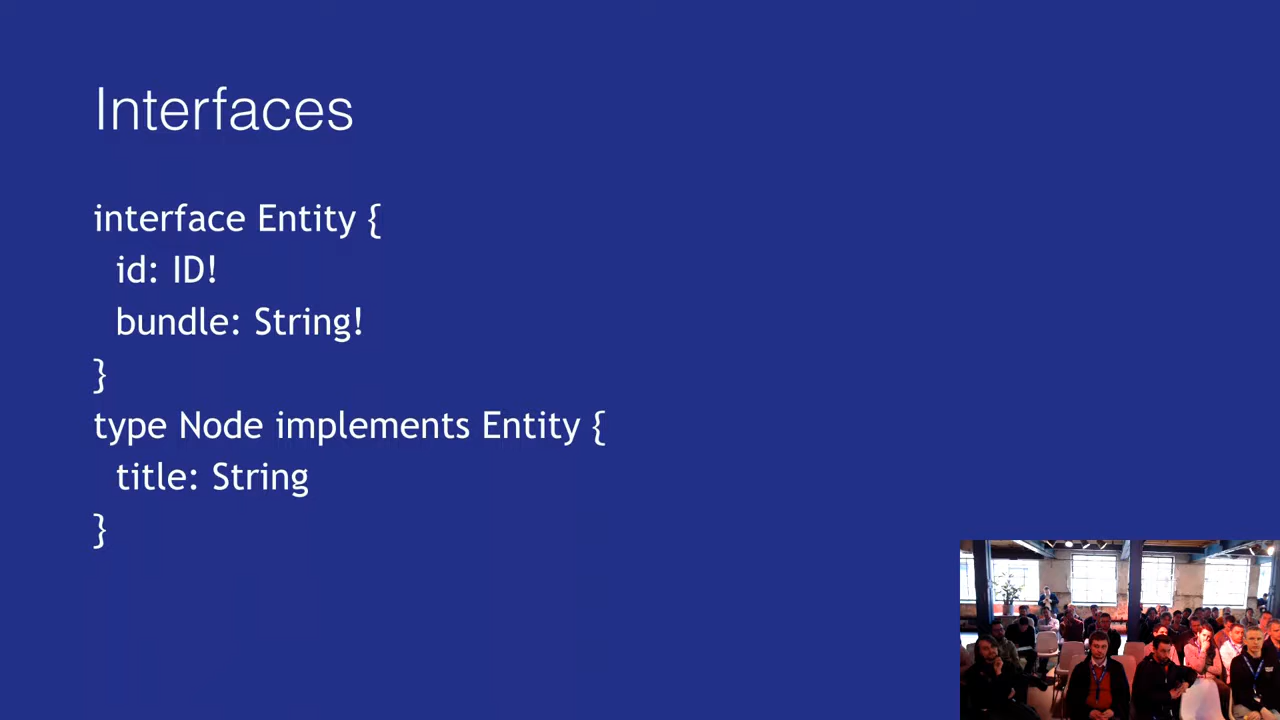 Interfaces
interface Entity {
id: ID!
bundle: String!
}
type Node implements Entity {
title: String
}